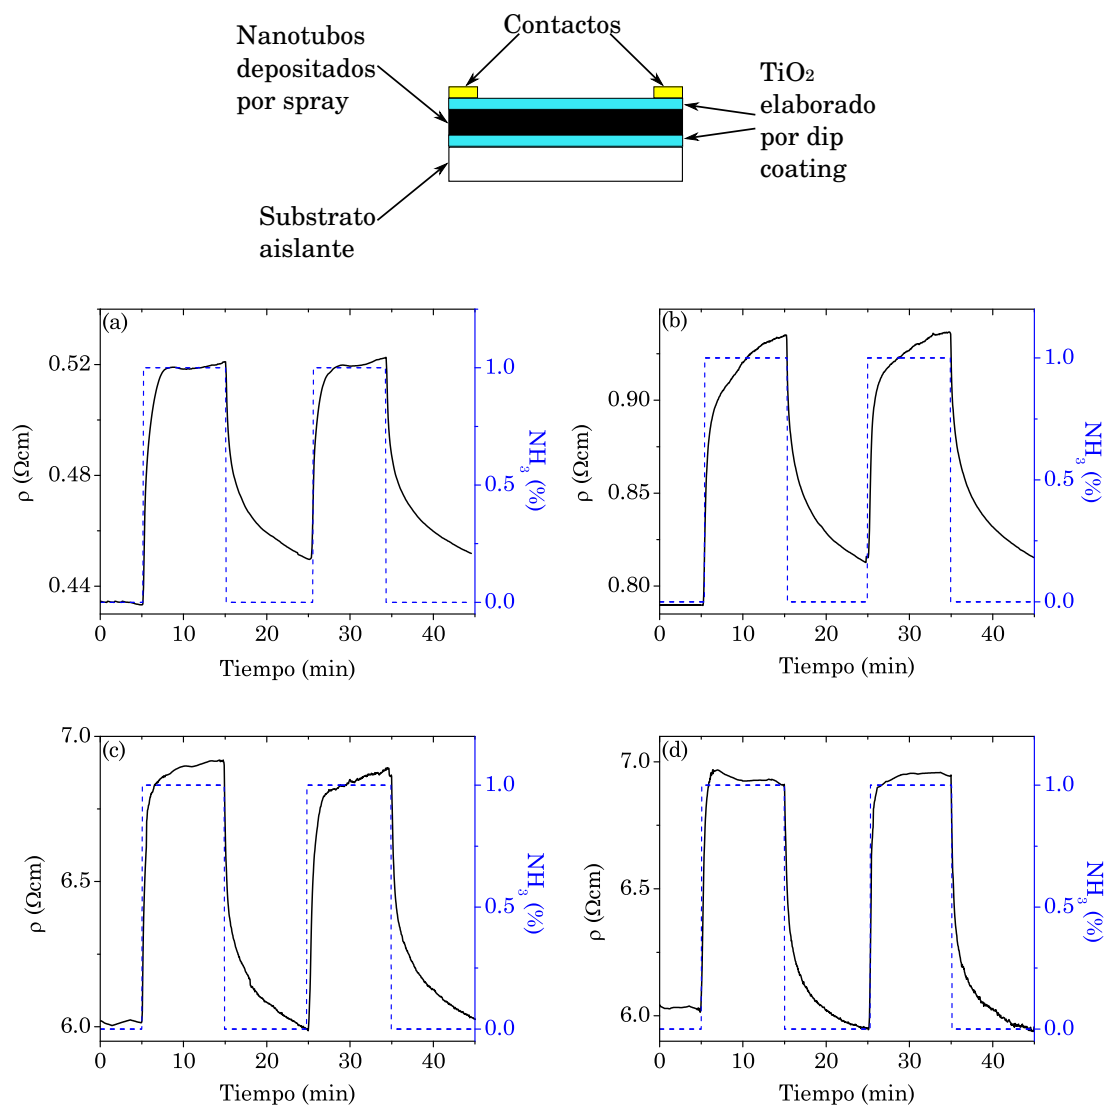 Nanotubos
depositados
por spray
Contactos
TiO2
elaborado
por dip
coating
Substrato
aislante
(a)
0.52
0.48
0.44
ρ (Ωcm)
1.0
0.5
0.0
NH3 (%)
0 10 20 30 40
Tiempo (min)
(b)
0.90
0.85
0.80
ρ (Ωcm)
1.0
0.5
0.0
NH3 (%)
0 10 20 30 40
Tiempo (min)
(c)
7.0
6.5
6.0
ρ (Ωcm)
1.0
0.5
0.0
NH3 (%)
0 10 20 30 40
Tiempo (min)
(d)
7.0
6.5
6.0
ρ (Ωcm)
1.0
0.5
0.0
NH3 (%)
0 10 20 30 40
Tiempo (min)